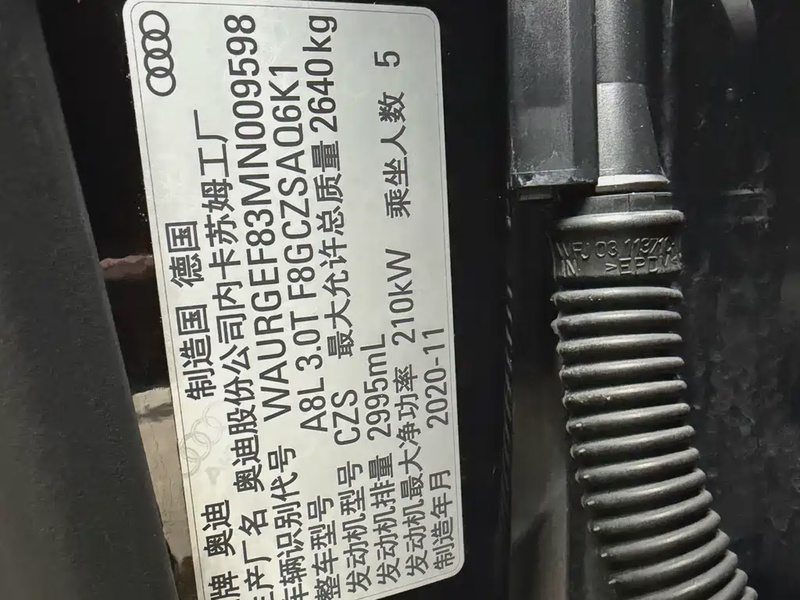 牌 奥迪 制造国 德国
生产厂名 奥迪股份公司内卡苏姆工厂
车辆识别代号 WAURGEF83MN009598
整车型号 A8L 3.0T F8GCZSAQ6K1
发动机型号 CZS 最大允许总质量 2640kg
发动机排量 2995mL
发动机最大净功率 210kW 乘坐人数 5
制造年月 2020-11
03
>EPDM